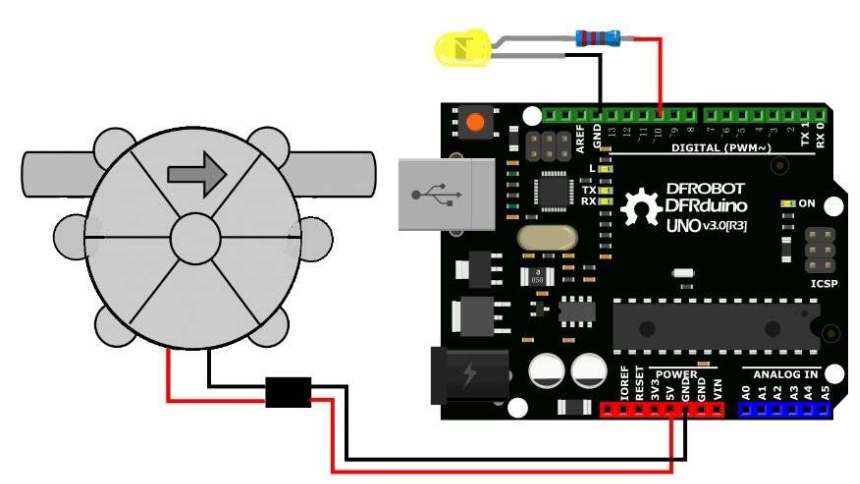 AREF
GND
13
12
~11
~10
~9
8
7
~6
~5
4
~3
2
TX 1
RX 0
DIGITAL (PWM~)
L
TX
RX
DFROBOT
DFRduino
UNO v3.0[R3]
ON
ICSP
a
050
POWER
ANALOG IN
IOREF
RESET
3V3
5V
GND
GND
VIN
A0
A1
A2
A3
A4
A5